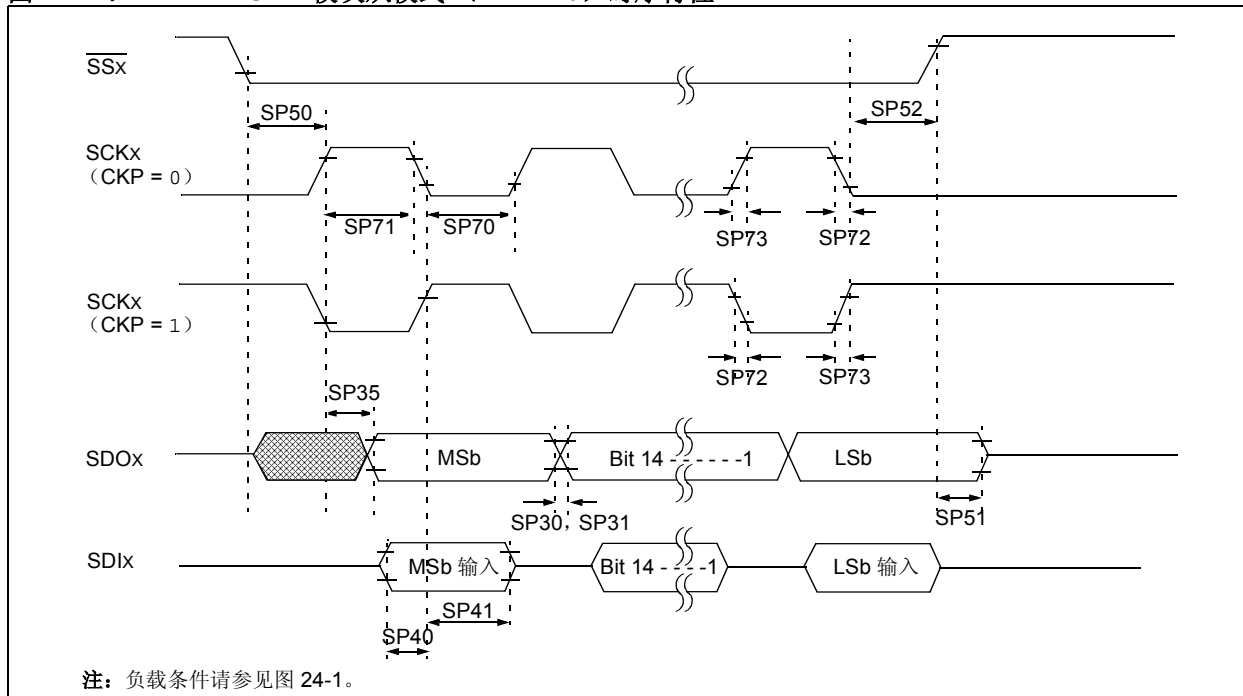 SSx
SP50
SP52
SCKx
（CKP = 0）
SP71
SP70
SP73
SP72
SCKx
（CKP = 1）
SP72
SP73
SP35
SDOx
MSb
Bit 14 - - - - - -1
LSb
SP30，SP31
SP51
SDIx
MSb 输入
Bit 14 - - - - -1
LSb 输入
SP41
SP40
注：负载条件请参见图 24-1。